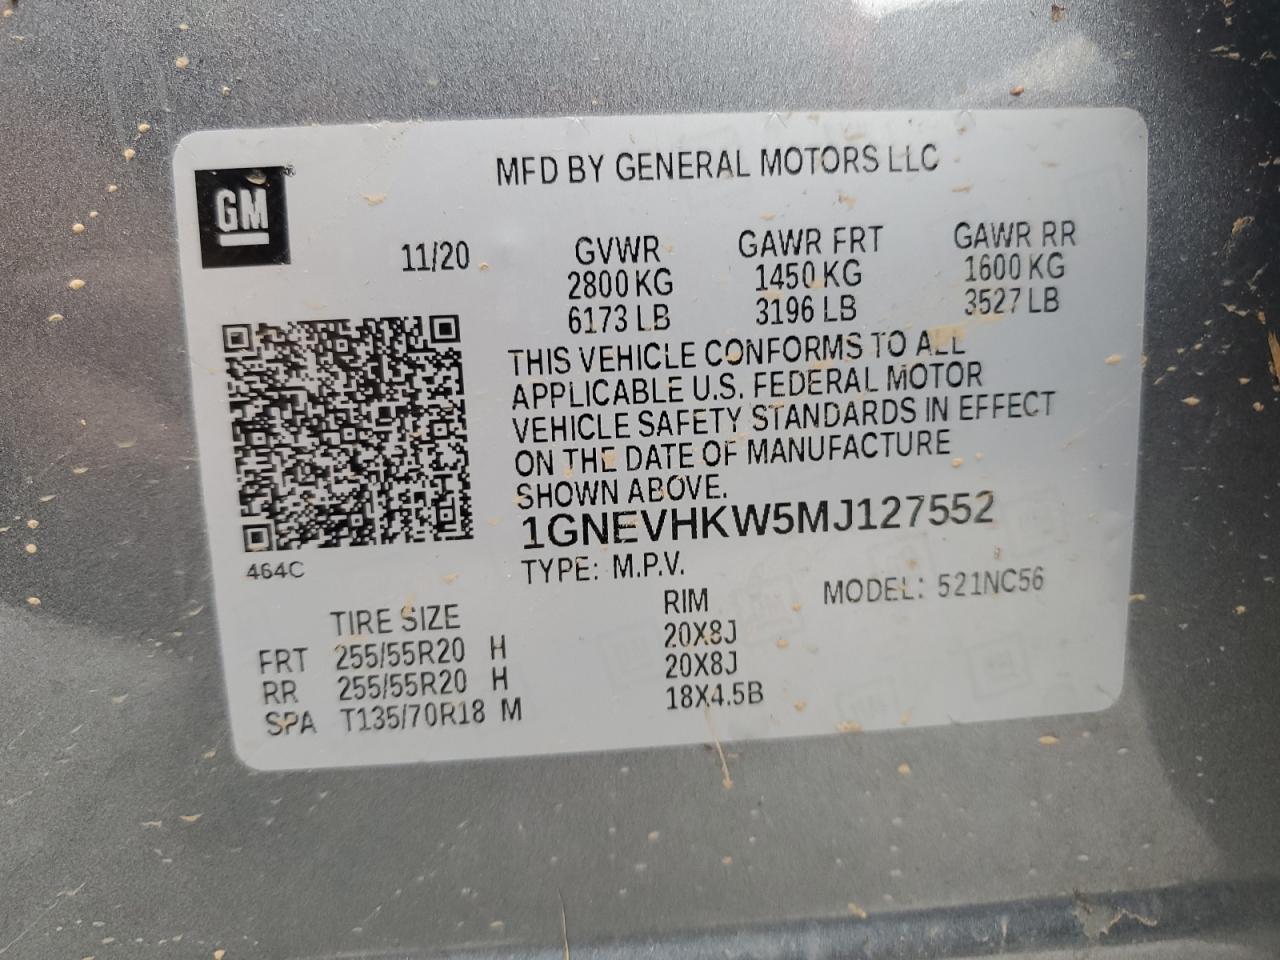 MFD BY GENERAL MOTORS LLC
GM
11/20 GVWR GAWR FRT GAWR RR
2800 KG 1450 KG 1600 KG
6173 LB 3196 LB 3527 LB
THIS VEHICLE CONFORMS TO ALL
APPLICABLE U.S. FEDERAL MOTOR
VEHICLE SAFETY STANDARDS IN EFFECT
ON THE DATE OF MANUFACTURE
SHOWN ABOVE.
1GNEVHKW5MJ127552
464C
TYPE: M.P.V. MODEL: 521NC56
TIRE SIZE RIM
FRT 255/55R20 H 20X8J
RR 255/55R20 H 20X8J
SPA T135/70R18 M 18X4.5B